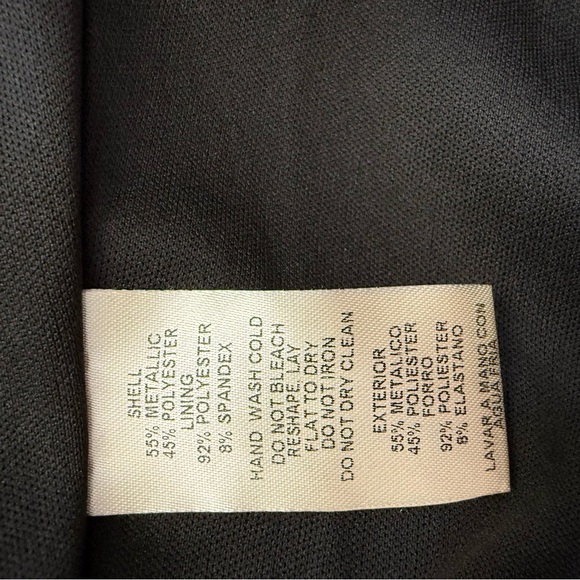 SHELL
55% METALLIC
45% POLYESTER
LINING
92% POLYESTER
8% SPANDEX
HAND WASH COLD
DO NOT BLEACH
RESHAPE, LAY
FLAT TO DRY
DO NOT IRON
DO NOT DRY CLEAN
EXTERIOR
55% METALICO
45% POLIESTER
FORRO
92% POLIESTER
8% ELASTANO
LAVAR A MANO CON
AGUA FRIA